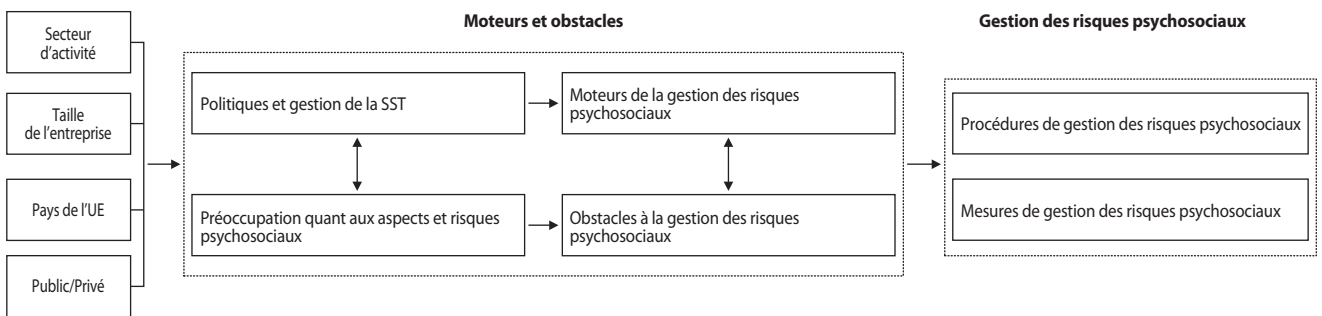 Moteurs et obstacles
Gestion des risques psychosociaux
Secteur
d’activité
Taille
de l’entreprise
Pays de l’UE
Public/Privé
Politiques et gestion de la SST
Moteurs de la gestion des risques
psychosociaux
Préoccupation quant aux aspects et risques
psychosociaux
Obstacles à la gestion des risques
psychosociaux
Procédures de gestion des risques psychosociaux
Mesures de gestion des risques psychosociaux